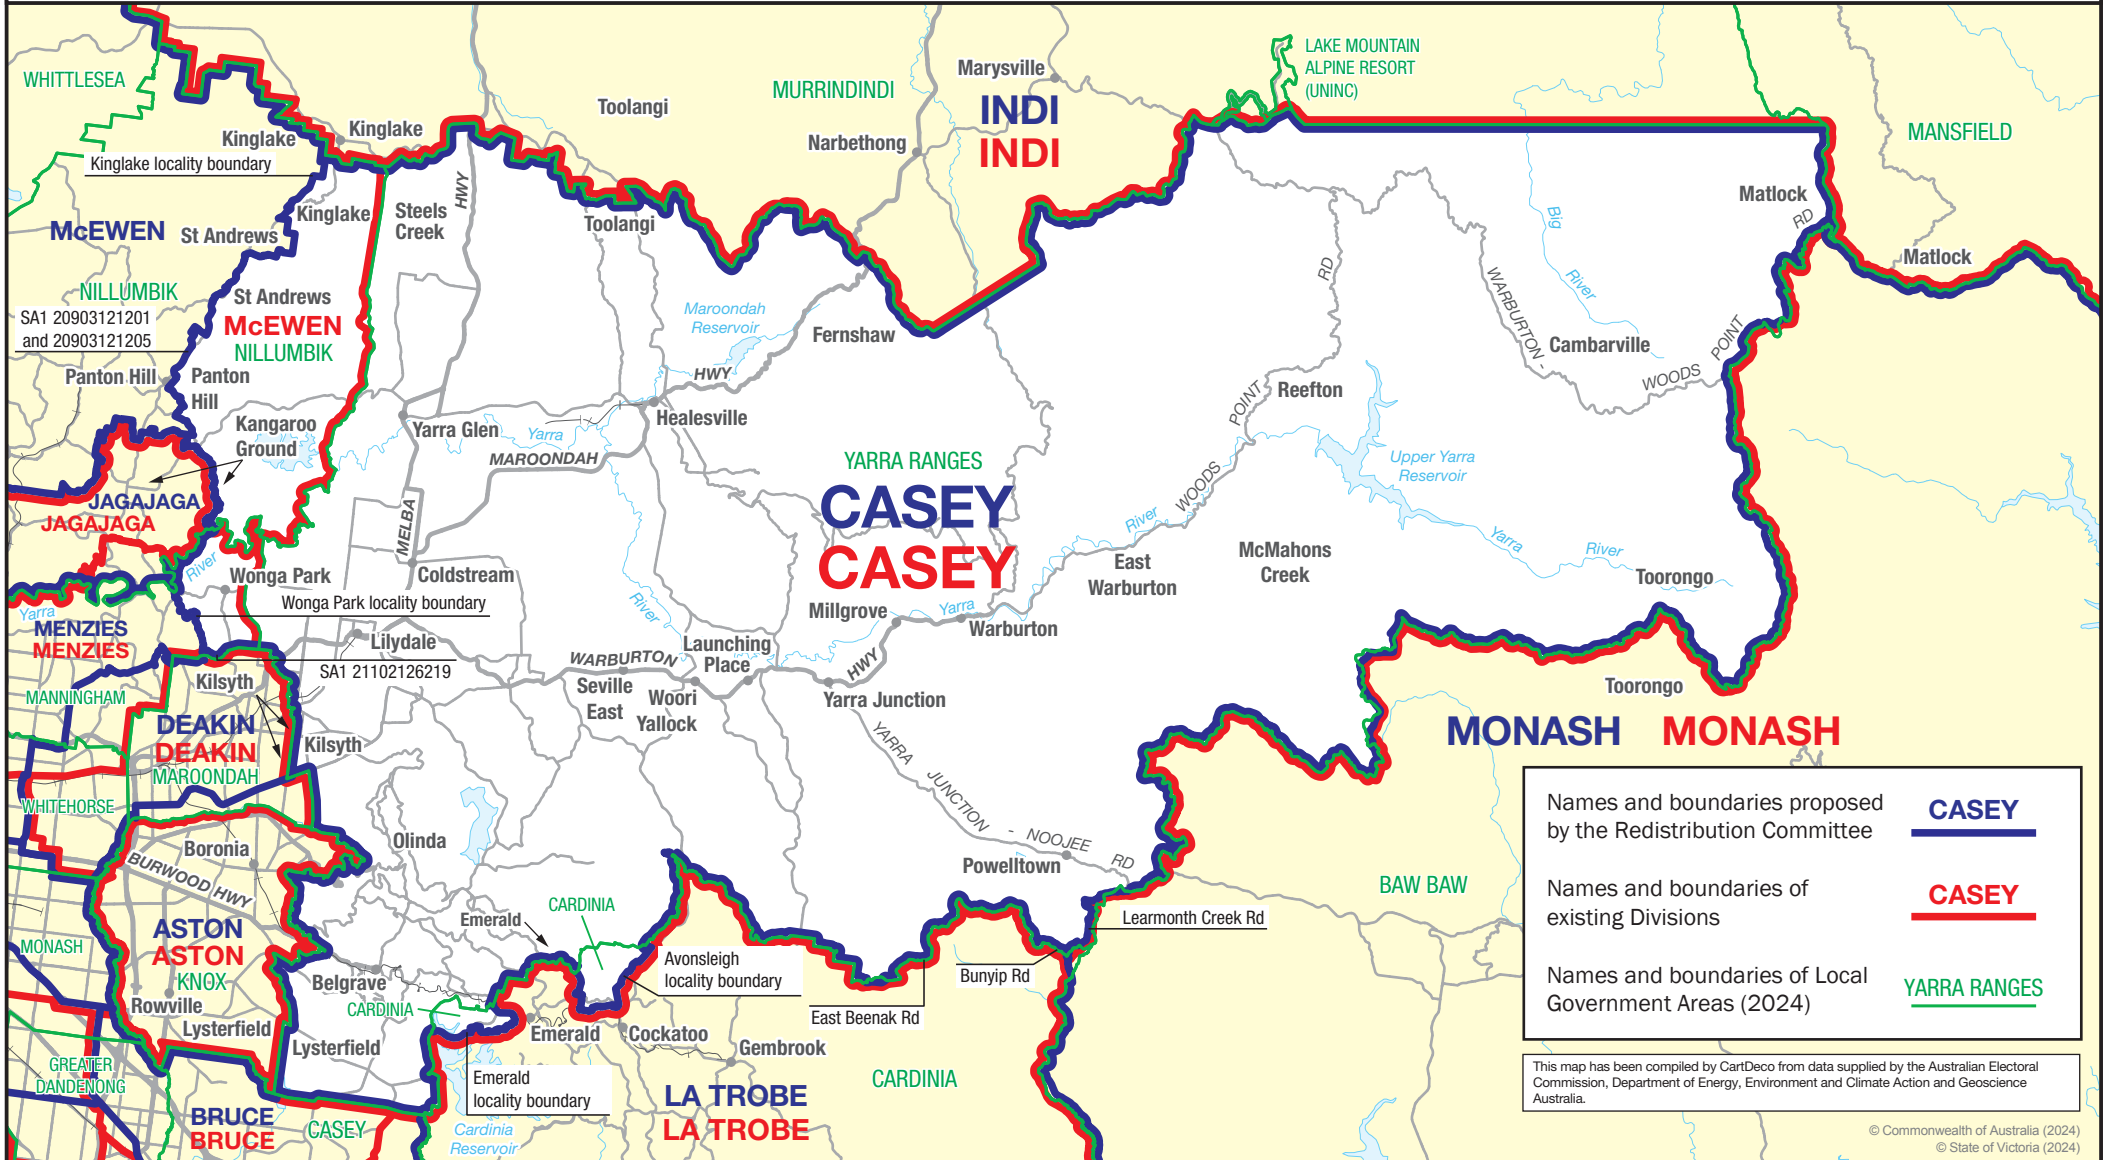 WHITTLESEA
MURRINDINDI
Marysville
INDI
INDI
LAKE MOUNTAIN
ALPINE RESORT
(UNINC)
MANSFIELD
Toolangi
Narbethong
Kinglake
Kinglake
Kinglake locality boundary
McEWEN
St Andrews
Kinglake
Steels
Creek
HWY
Toolangi
Matlock
RD
Matlock
Big
River
NILLUMBIK
SA1 20903121201
and 20903121205
St Andrews
McEWEN
NILLUMBIK
Maroondah
Reservoir
Fernshaw
HWY
RD
WARBURTON -
Cambarville
WOODS
POINT
Panton Hill
Panton
Hill
Kangaroo
Ground
Yarra Glen
Yarra
MAROONDAH
Healesville
POINT
Reefton
WOODS
Upper Yarra
Reservoir
YARRA RANGES
CASEY
CASEY
JAGAJAGA
JAGAJAGA
MELBA
River
Wonga Park
Coldstream
Wonga Park locality boundary
River
River
East
Warburton
McMahons
Creek
Yarra
River
Toorongo
Yarra
MENZIES
MENZIES
Lilydale
SA1 21102126219
WARBURTON
Launching
Place
Millgrove
Yarra
Warburton
HWY
Seville
East
Woori
Yallock
Yarra Junction
Toorongo
MANNINGHAM
Kilsyth
DEAKIN
DEAKIN
MAROONDAH
Kilsyth
WHITEHORSE
YARRA
JUNCTION
- NOOJEE
RD
MONASH
MONASH
Names and boundaries proposed
by the Redistribution Committee
CASEY
Names and boundaries of
existing Divisions
CASEY
Names and boundaries of Local
Government Areas (2024)
YARRA RANGES
Boronia
BURWOOD HWY
Olinda
Powelltown
BAW BAW
Learmonth Creek Rd
Emerald
CARDINIA
MONASH
ASTON
ASTON
KNOX
Rowville
Lysterfield
Belgrave
CARDINIA
Avonsleigh
locality boundary
Bunyip Rd
East Beenak Rd
Emerald
Cockatoo
Gembrook
Lysterfield
GREATER
DANDENONG
Emerald
locality boundary
LA TROBE
LA TROBE
CARDINIA
BRUCE
BRUCE
CASEY
Cardinia
Reservoir
This map has been compiled by CartDeco from data supplied by the Australian Electoral
Commission, Department of Energy, Environment and Climate Action and Geoscience
Australia.
© Commonwealth of Australia (2024)
© State of Victoria (2024)